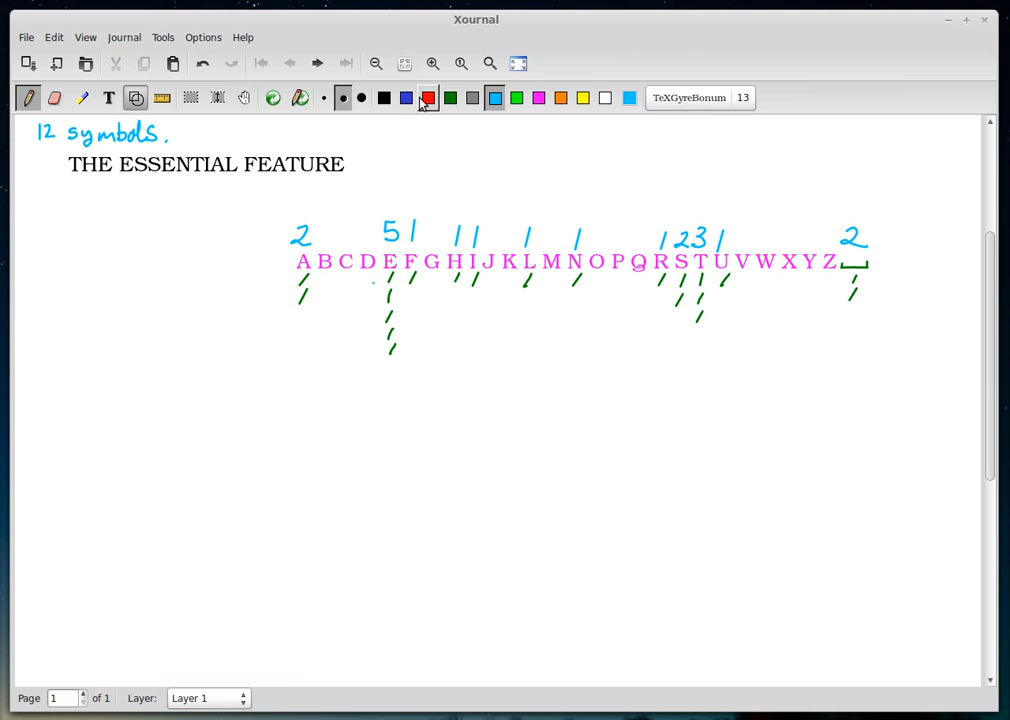 Xournal
File Edit View Journal Tools Options Help
TeXGyreBonum 13
12 symbols.
THE ESSENTIAL FEATURE
2 5 1 1 1 1 1 1 2 3 1 2
A B C D E F G H I J K L M N O P Q R S T U V W X Y Z
Page 1 of 1 Layer: Layer 1